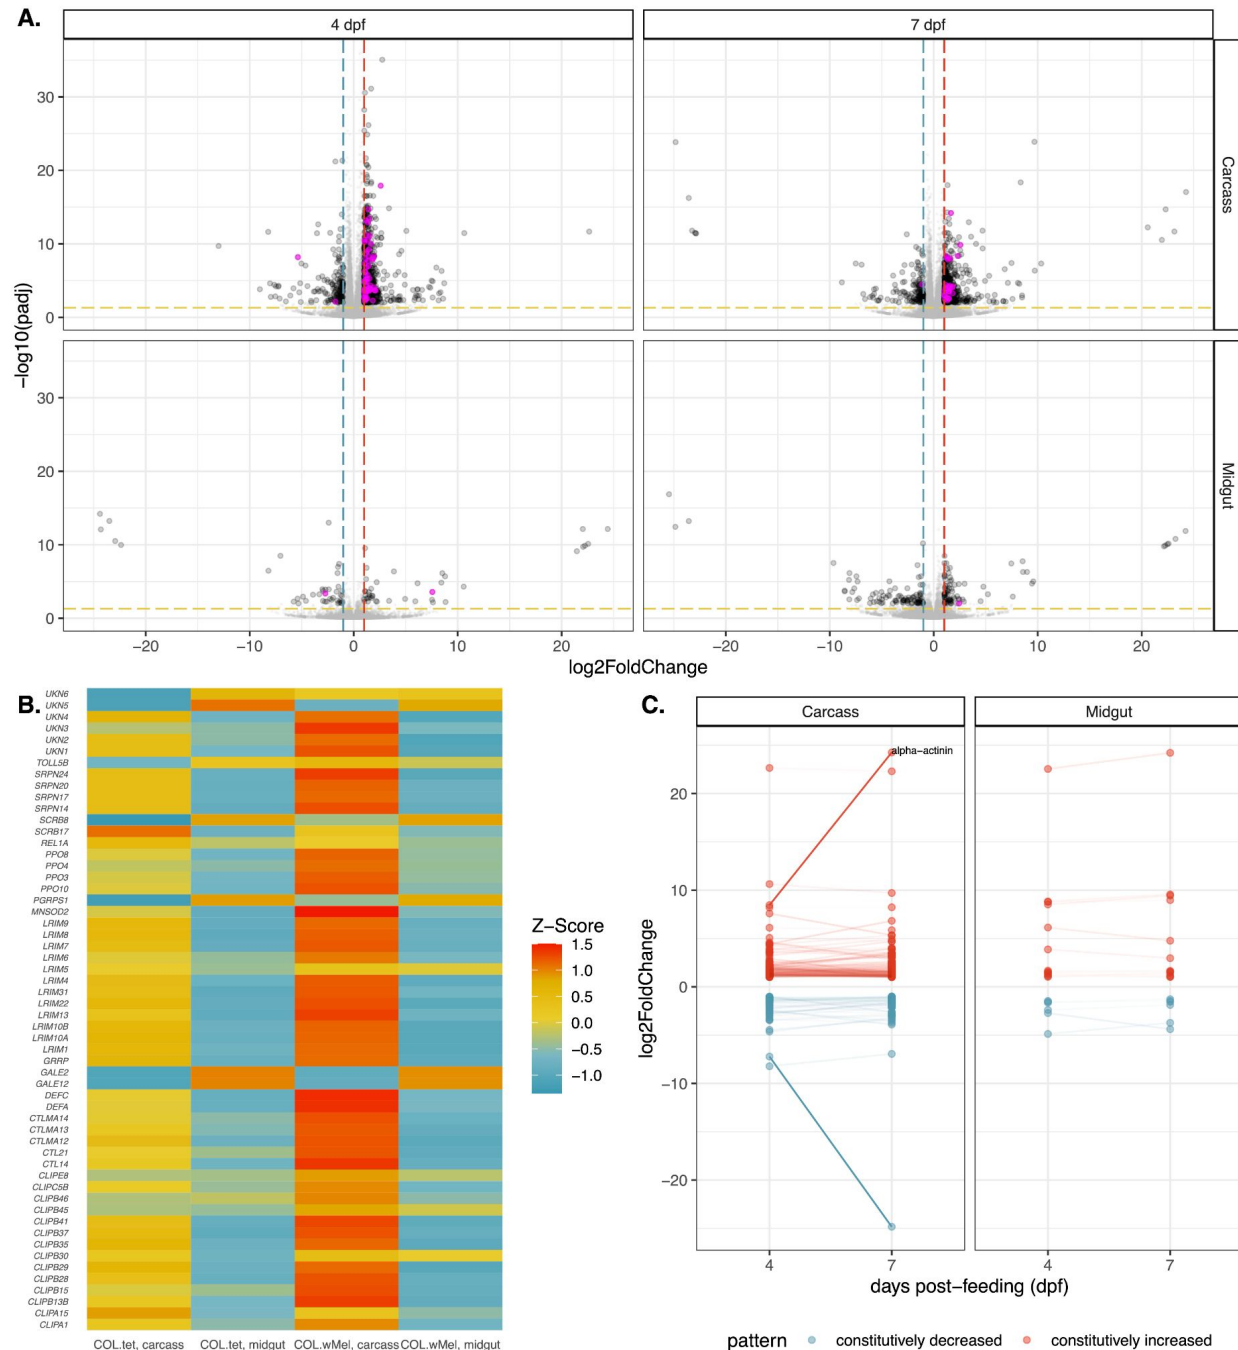 A.
4 dpf
7 dpf
30
20
10
0
Carcass
30
20
10
0
Midgut
−log10(padj)
−20
−10
0
10
20
−20
−10
0
10
20
log2FoldChange
B.
UKN6
UKN5
UKN4
UKN3
UKN2
UKN1
TOLL5B
SRPN24
SRPN20
SRPN17
SRPN14
SCRB8
SCRB17
REL1A
PPO8
PPO4
PPO3
PPO10
PGRPS1
MNSOD2
LRIM9
LRIM8
LRIM7
LRIM6
LRIM5
LRIM4
LRIM31
LRIM22
LRIM13
LRIM10B
LRIM10A
LRIM1
GRRP
GALE2
GALE12
DEFC
DEFA
CTLMA14
CTLMA13
CTLMA12
CTL21
CTL14
CLIPE8
CLIPC5B
CLIPB46
CLIPB45
CLIPB41
CLIPB37
CLIPB35
CLIPB30
CLIPB29
CLIPB28
CLIPB15
CLIPB13B
CLIPA15
CLIPA1
COL.tet, carcass
COL.tet, midgut
COL.wMel, carcass
COL.wMel, midgut
Z−Score
1.5
1.0
0.5
0.0
−0.5
−1.0
C.
Carcass
Midgut
alpha−actinin
20
10
0
−10
−20
log2FoldChange
4
7
4
7
days post−feeding (dpf)
pattern
constitutively decreased
constitutively increased